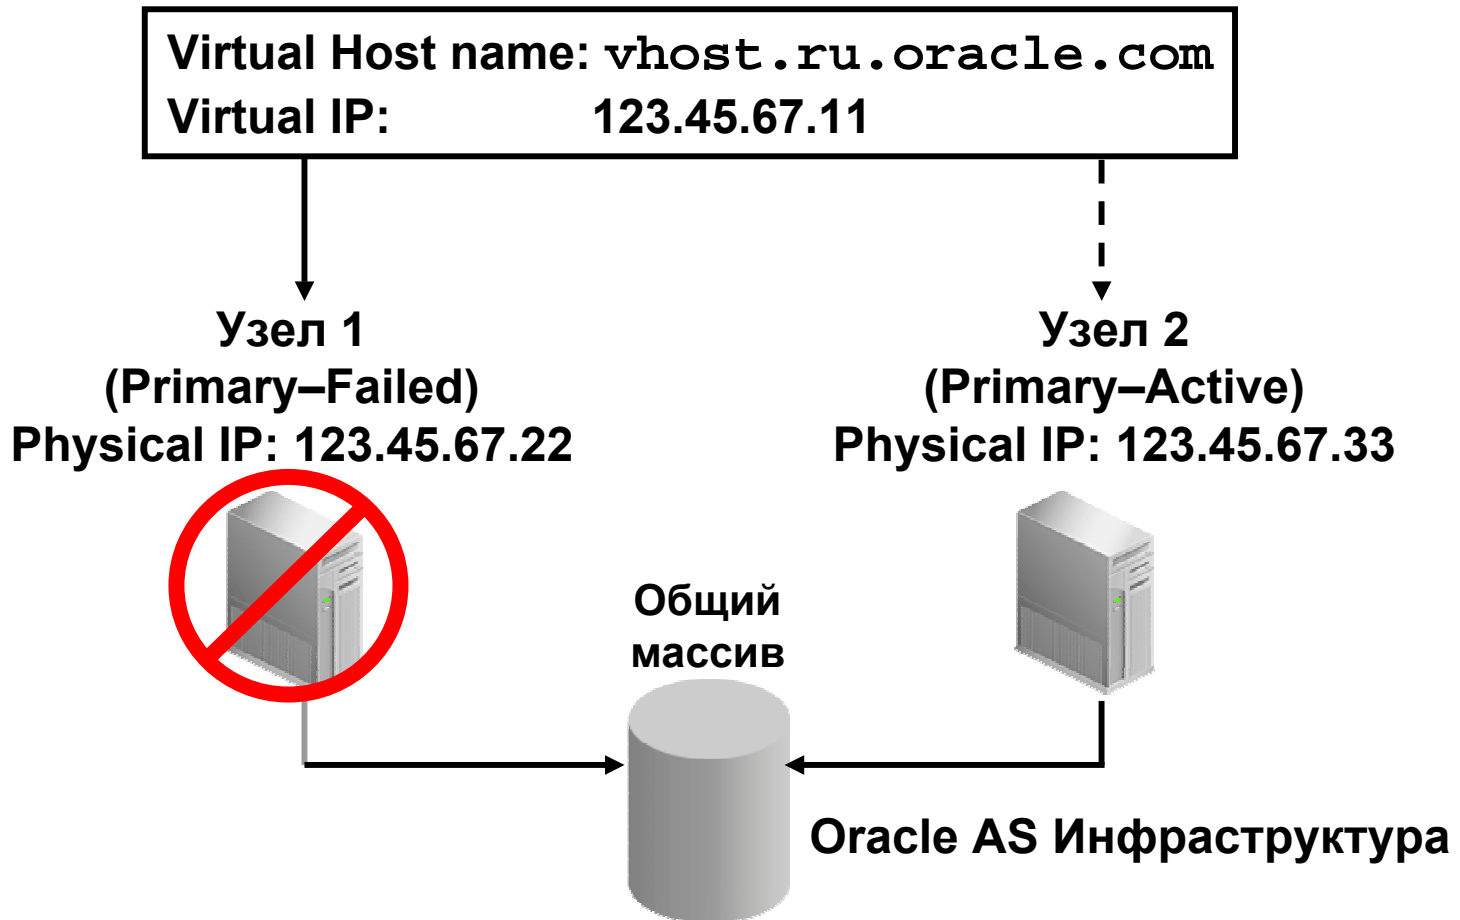 Virtual Host name: vhost.ru.oracle.com
Virtual IP: 123.45.67.11
Узел 1
(Primary–Failed)
Physical IP: 123.45.67.22
Узел 2
(Primary–Active)
Physical IP: 123.45.67.33
Общий
массив
Oracle AS Инфраструктура